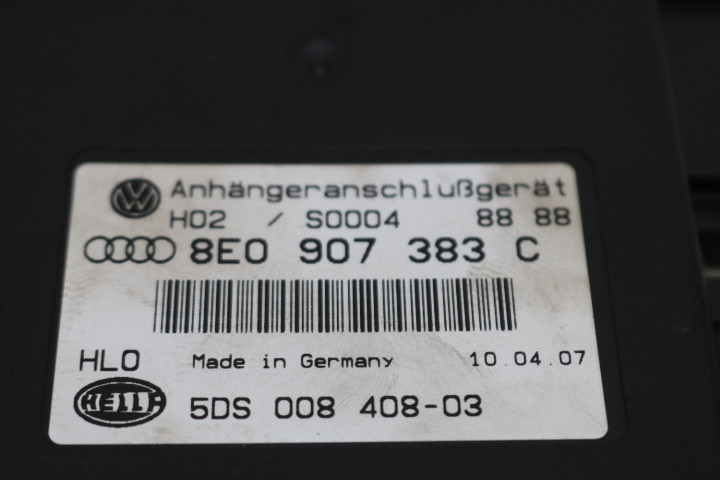 Anhängeranschlußgerät
H02 / S0004 88 88
8E0 907 383 C
HLO Made in Germany 10.04.07
HELLA 5DS 008 408-03